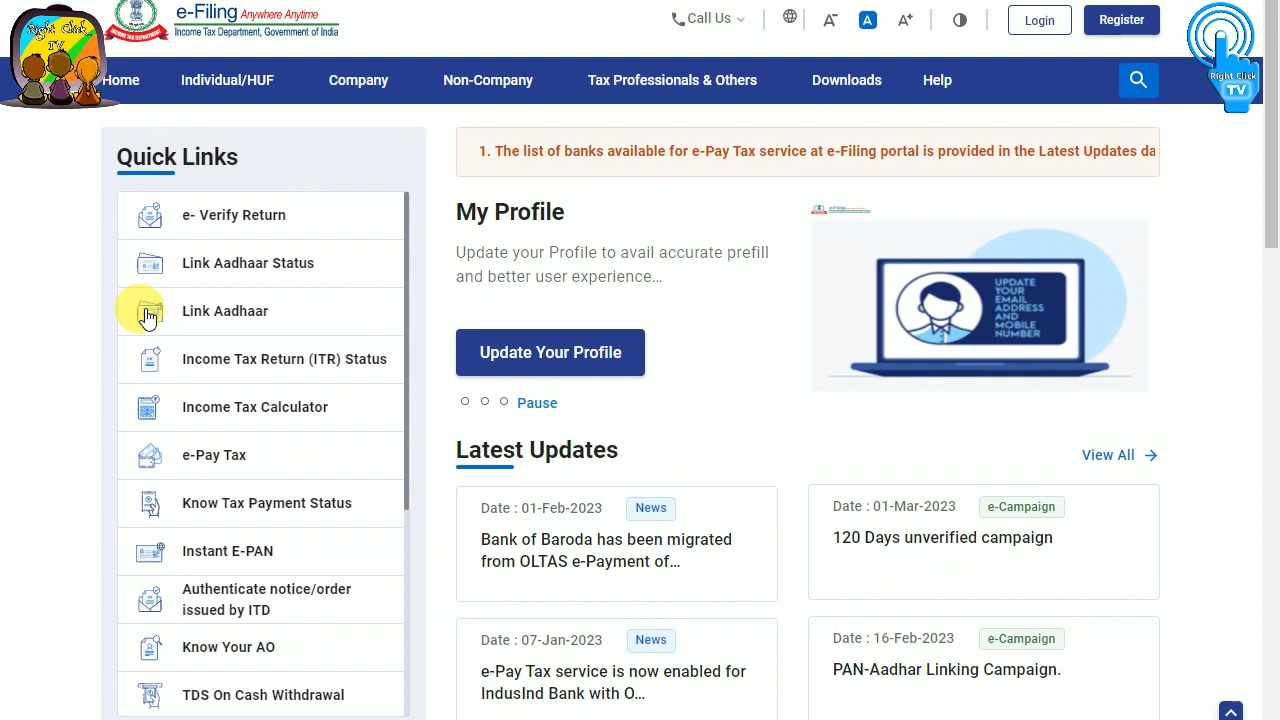 Right Click
TV
e-Filing Anywhere Anytime
Income Tax Department, Government of India
Call Us
A-
A
A+
Login
Register
Right Click
TV
Home
Individual/HUF
Company
Non-Company
Tax Professionals & Others
Downloads
Help
Quick Links
e- Verify Return
Link Aadhaar Status
Link Aadhaar
Income Tax Return (ITR) Status
Income Tax Calculator
e-Pay Tax
Know Tax Payment Status
Instant E-PAN
Authenticate notice/order
issued by ITD
Know Your AO
TDS On Cash Withdrawal
1. The list of banks available for e-Pay Tax service at e-Filing portal is provided in the Latest Updates da
My Profile
Update your Profile to avail accurate prefill
and better user experience...
Update Your Profile
Pause
e-Filing
UPDATE
YOUR
EMAIL
ADDRESS
AND
MOBILE
NUMBER
Latest Updates
View All
Date : 01-Feb-2023 News
Bank of Baroda has been migrated
from OLTAS e-Payment of...
Date : 01-Mar-2023 e-Campaign
120 Days unverified campaign
Date : 07-Jan-2023 News
e-Pay Tax service is now enabled for
IndusInd Bank with O...
Date : 16-Feb-2023 e-Campaign
PAN-Aadhar Linking Campaign.